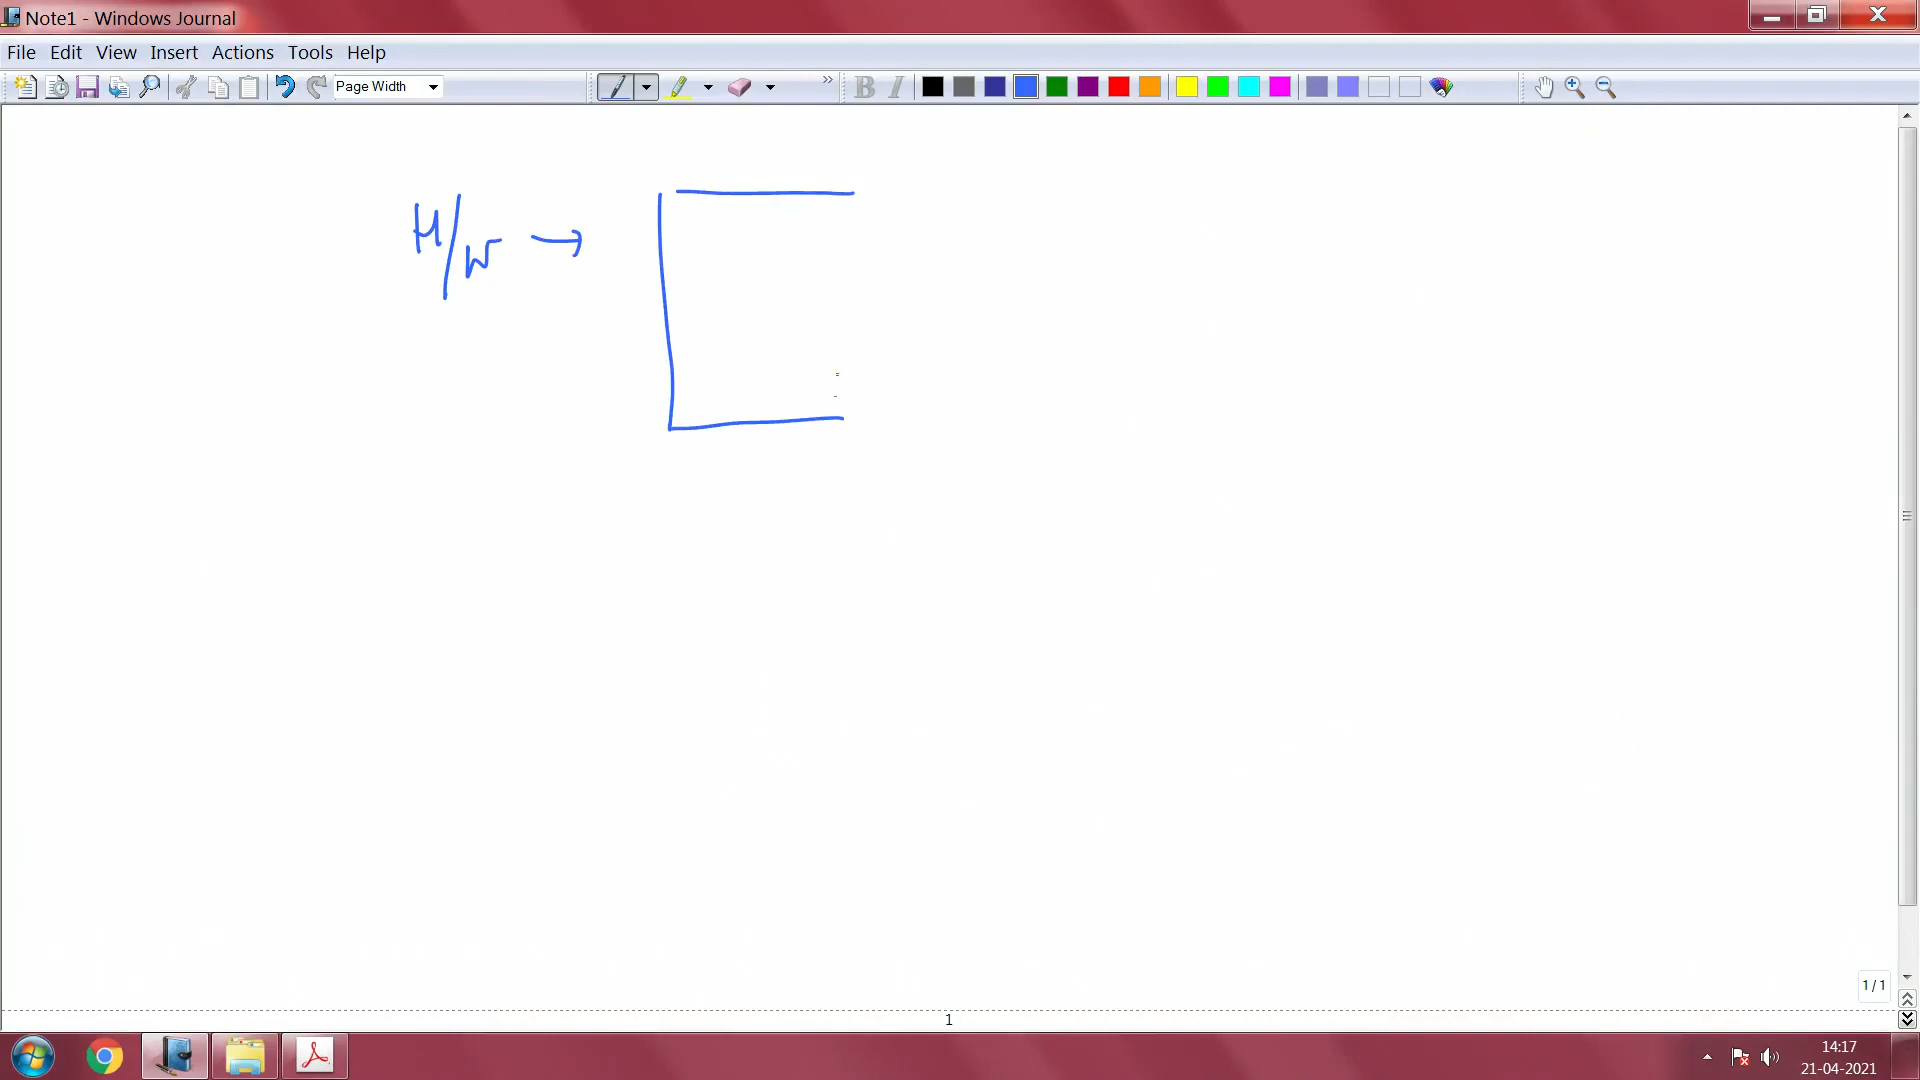 Note1 - Windows Journal
File Edit View Insert Actions Tools Help
Page Width
B I
H/W →
1/1
1
14:17
21-04-2021